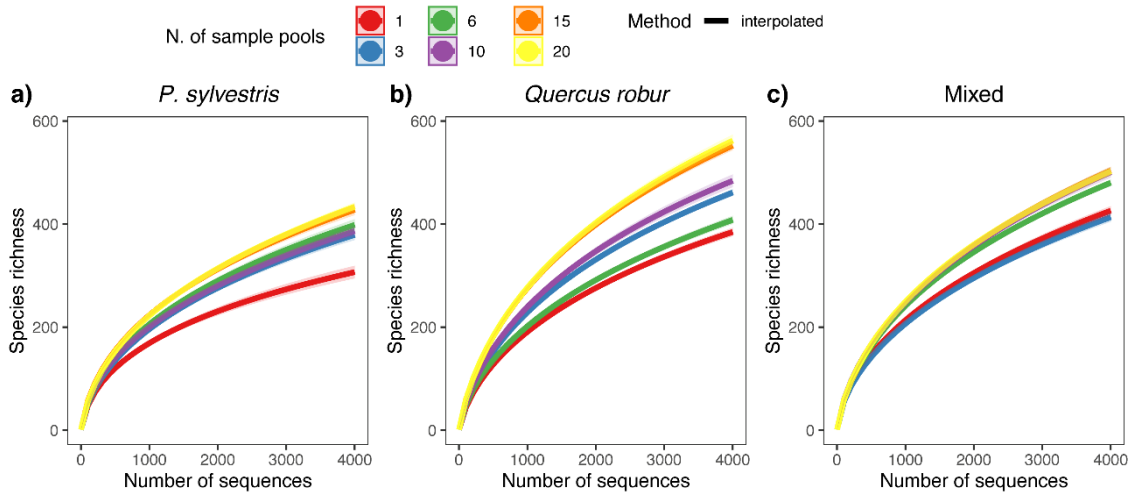 N. of sample pools
1
6
15
3
10
20
Method
interpolated
a)
P. sylvestris
b)
Quercus robur
c)
Mixed
Species richness
600
400
200
0
0
1000
2000
3000
4000
Number of sequences
Species richness
600
400
200
0
0
1000
2000
3000
4000
Number of sequences
Species richness
600
400
200
0
0
1000
2000
3000
4000
Number of sequences